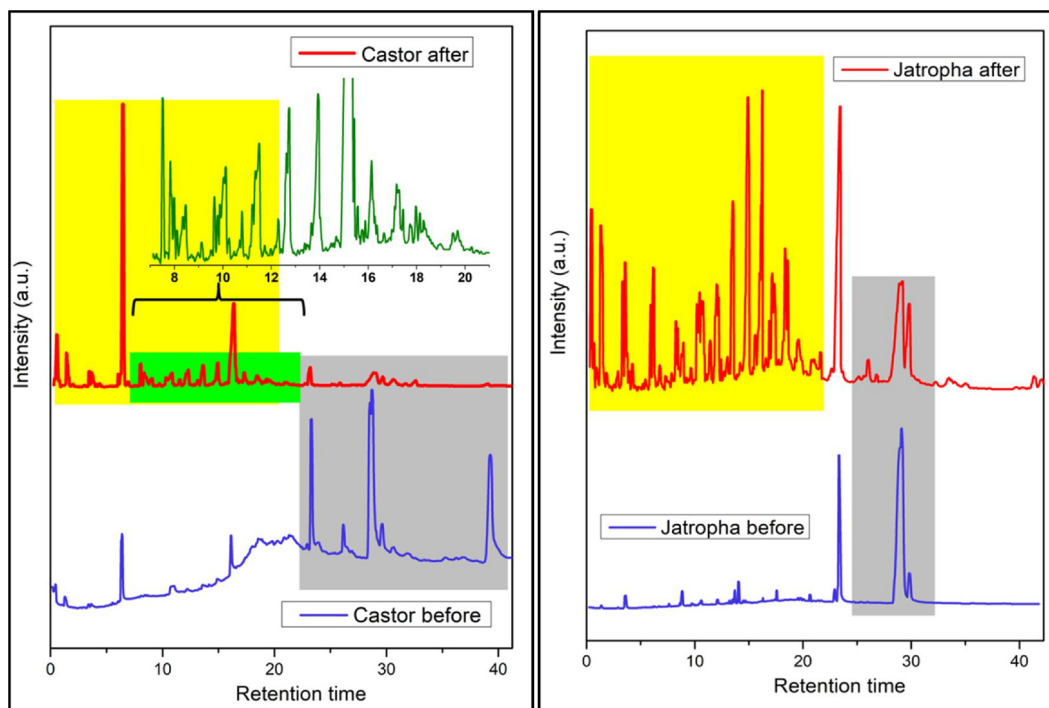 Castor after
8 10 12 14 16 18 20
Intensity (a.u.)
Castor before
0 10 20 30 40
Retention time
Jatropha after
Intensity (a.u.)
Jatropha before
0 10 20 30 40
Retention time